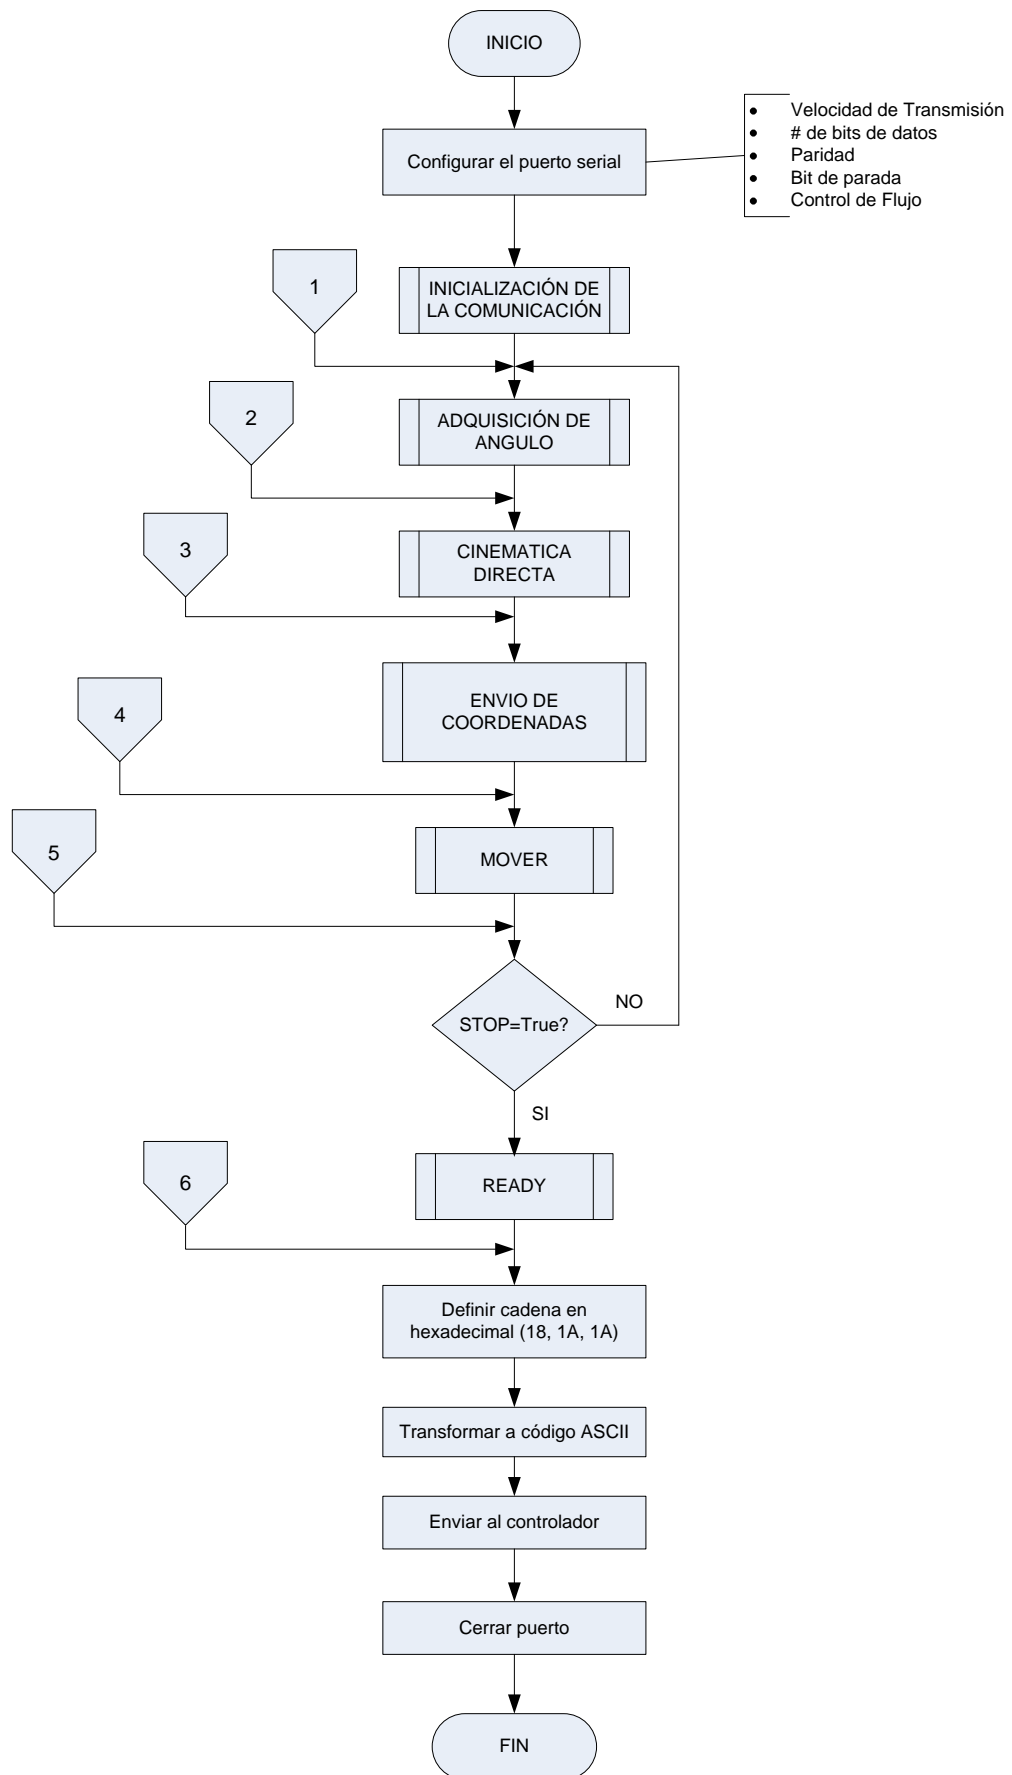 INICIO
Configurar el puerto serial
• Velocidad de Transmisión
• # de bits de datos
• Paridad
• Bit de parada
• Control de Flujo
1
INICIALIZACIÓN DE
LA COMUNICACIÓN
2
ADQUISICIÓN DE
ANGULO
3
CINEMATICA
DIRECTA
4
ENVIO DE
COORDENADAS
5
MOVER
STOP=True?
NO
SI
6
READY
Definir cadena en
hexadecimal (18, 1A, 1A)
Transformar a código ASCII
Enviar al controlador
Cerrar puerto
FIN